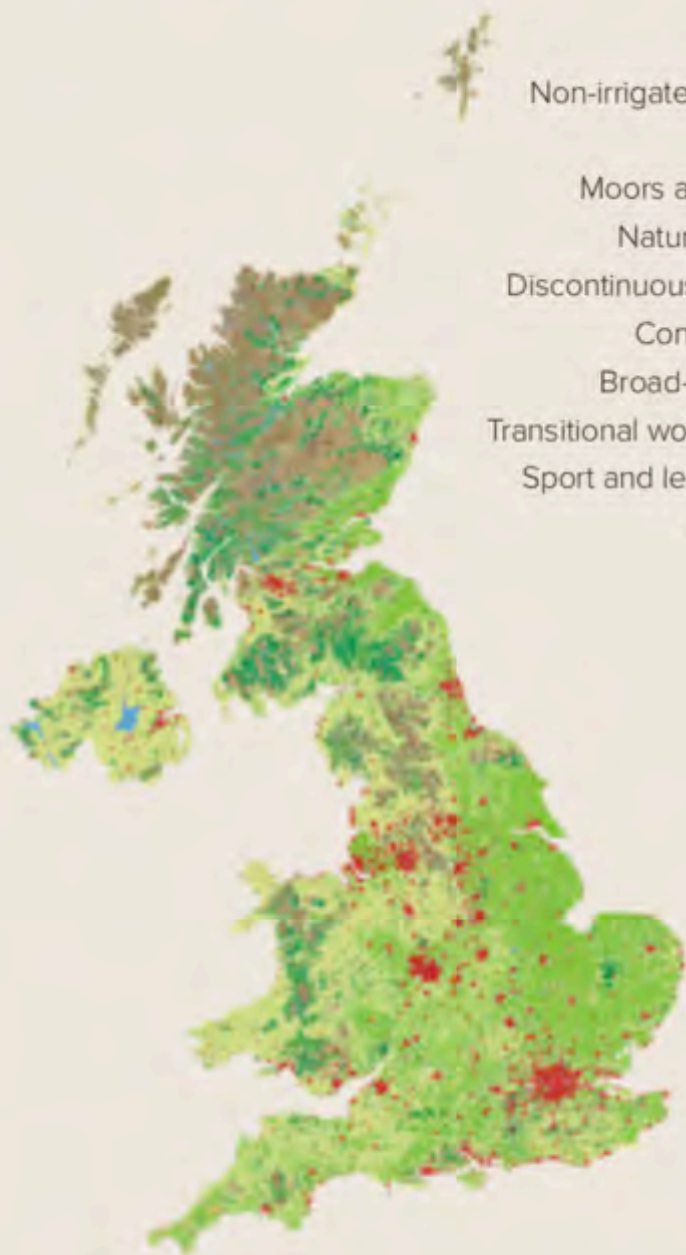 Non-irrigate
Moors a
Natur
Discontinuous
Con
Broad-
Transitional wo
Sport and le